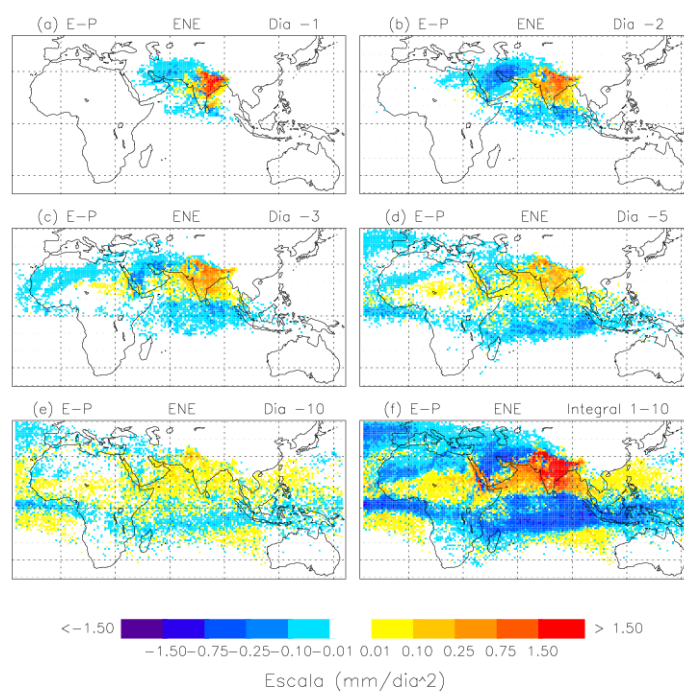 (a) E-P ENE Dia -1
(b) E-P ENE Dia -2
(c) E-P ENE Dia -3
(d) E-P ENE Dia -5
(e) E-P ENE Dia -10
(f) E-P ENE Integral 1-10
<-1.50 > 1.50
-1.50-0.75-0.25-0.10-0.01 0.01 0.10 0.25 0.75 1.50
Escala (mm/dia^2)